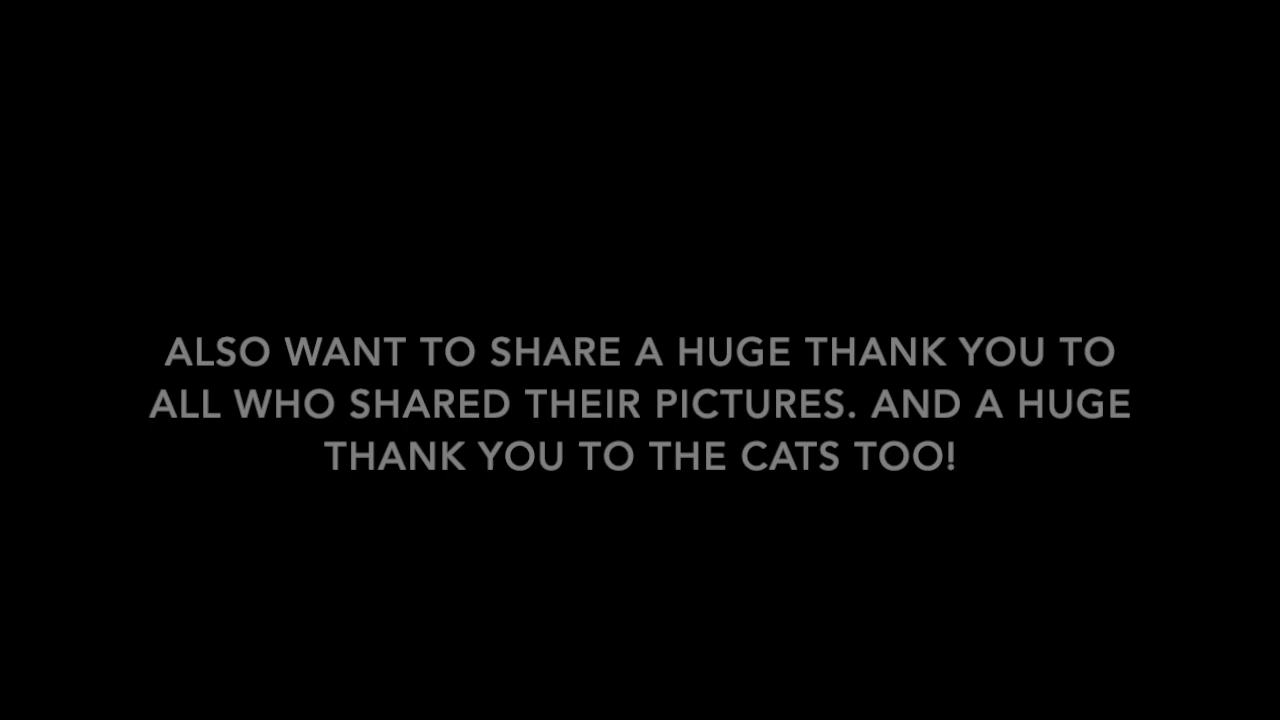 ALSO WANT TO SHARE A HUGE THANK YOU TO
ALL WHO SHARED THEIR PICTURES. AND A HUGE
THANK YOU TO THE CATS TOO!